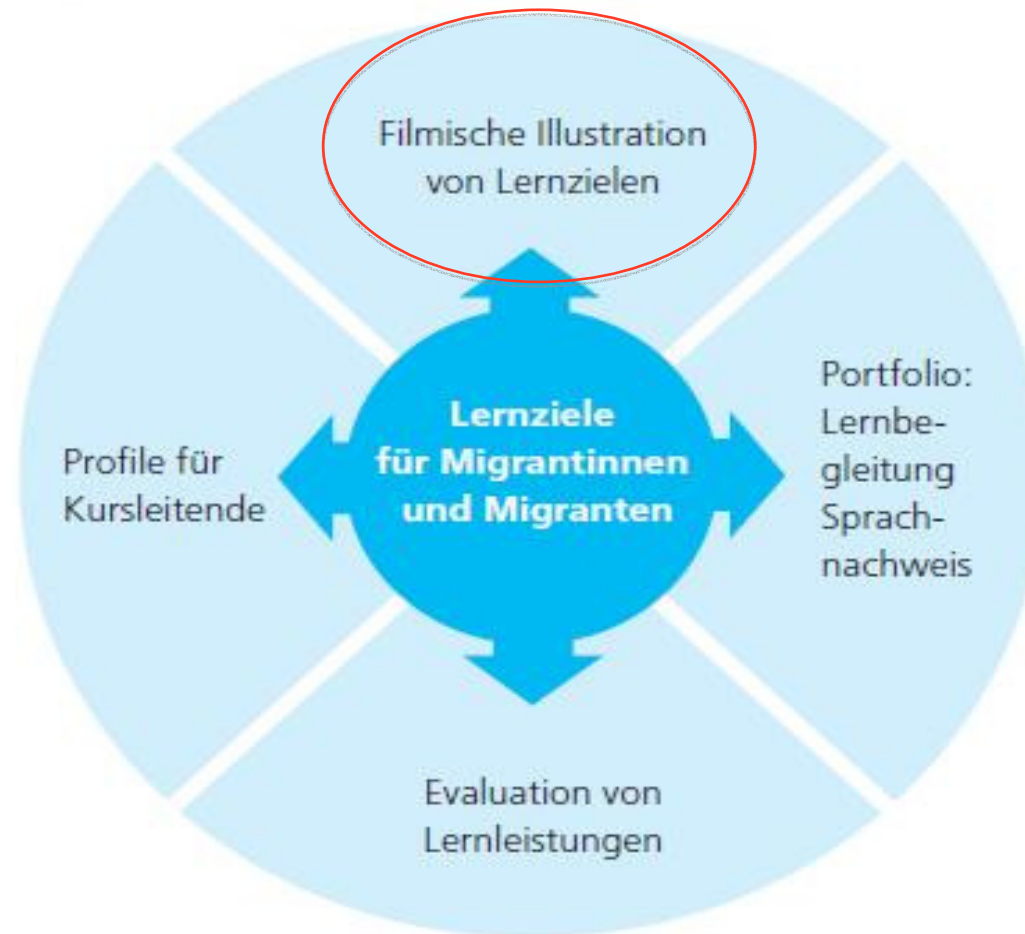 Filmische Illustration
von Lernzielen
Lernziele
für Migrantinnen
und Migranten
Profile für
Kursleitende
Portfolio:
Lernbe-
gleitung
Sprach-
nachweis
Evaluation von
Lernleistungen